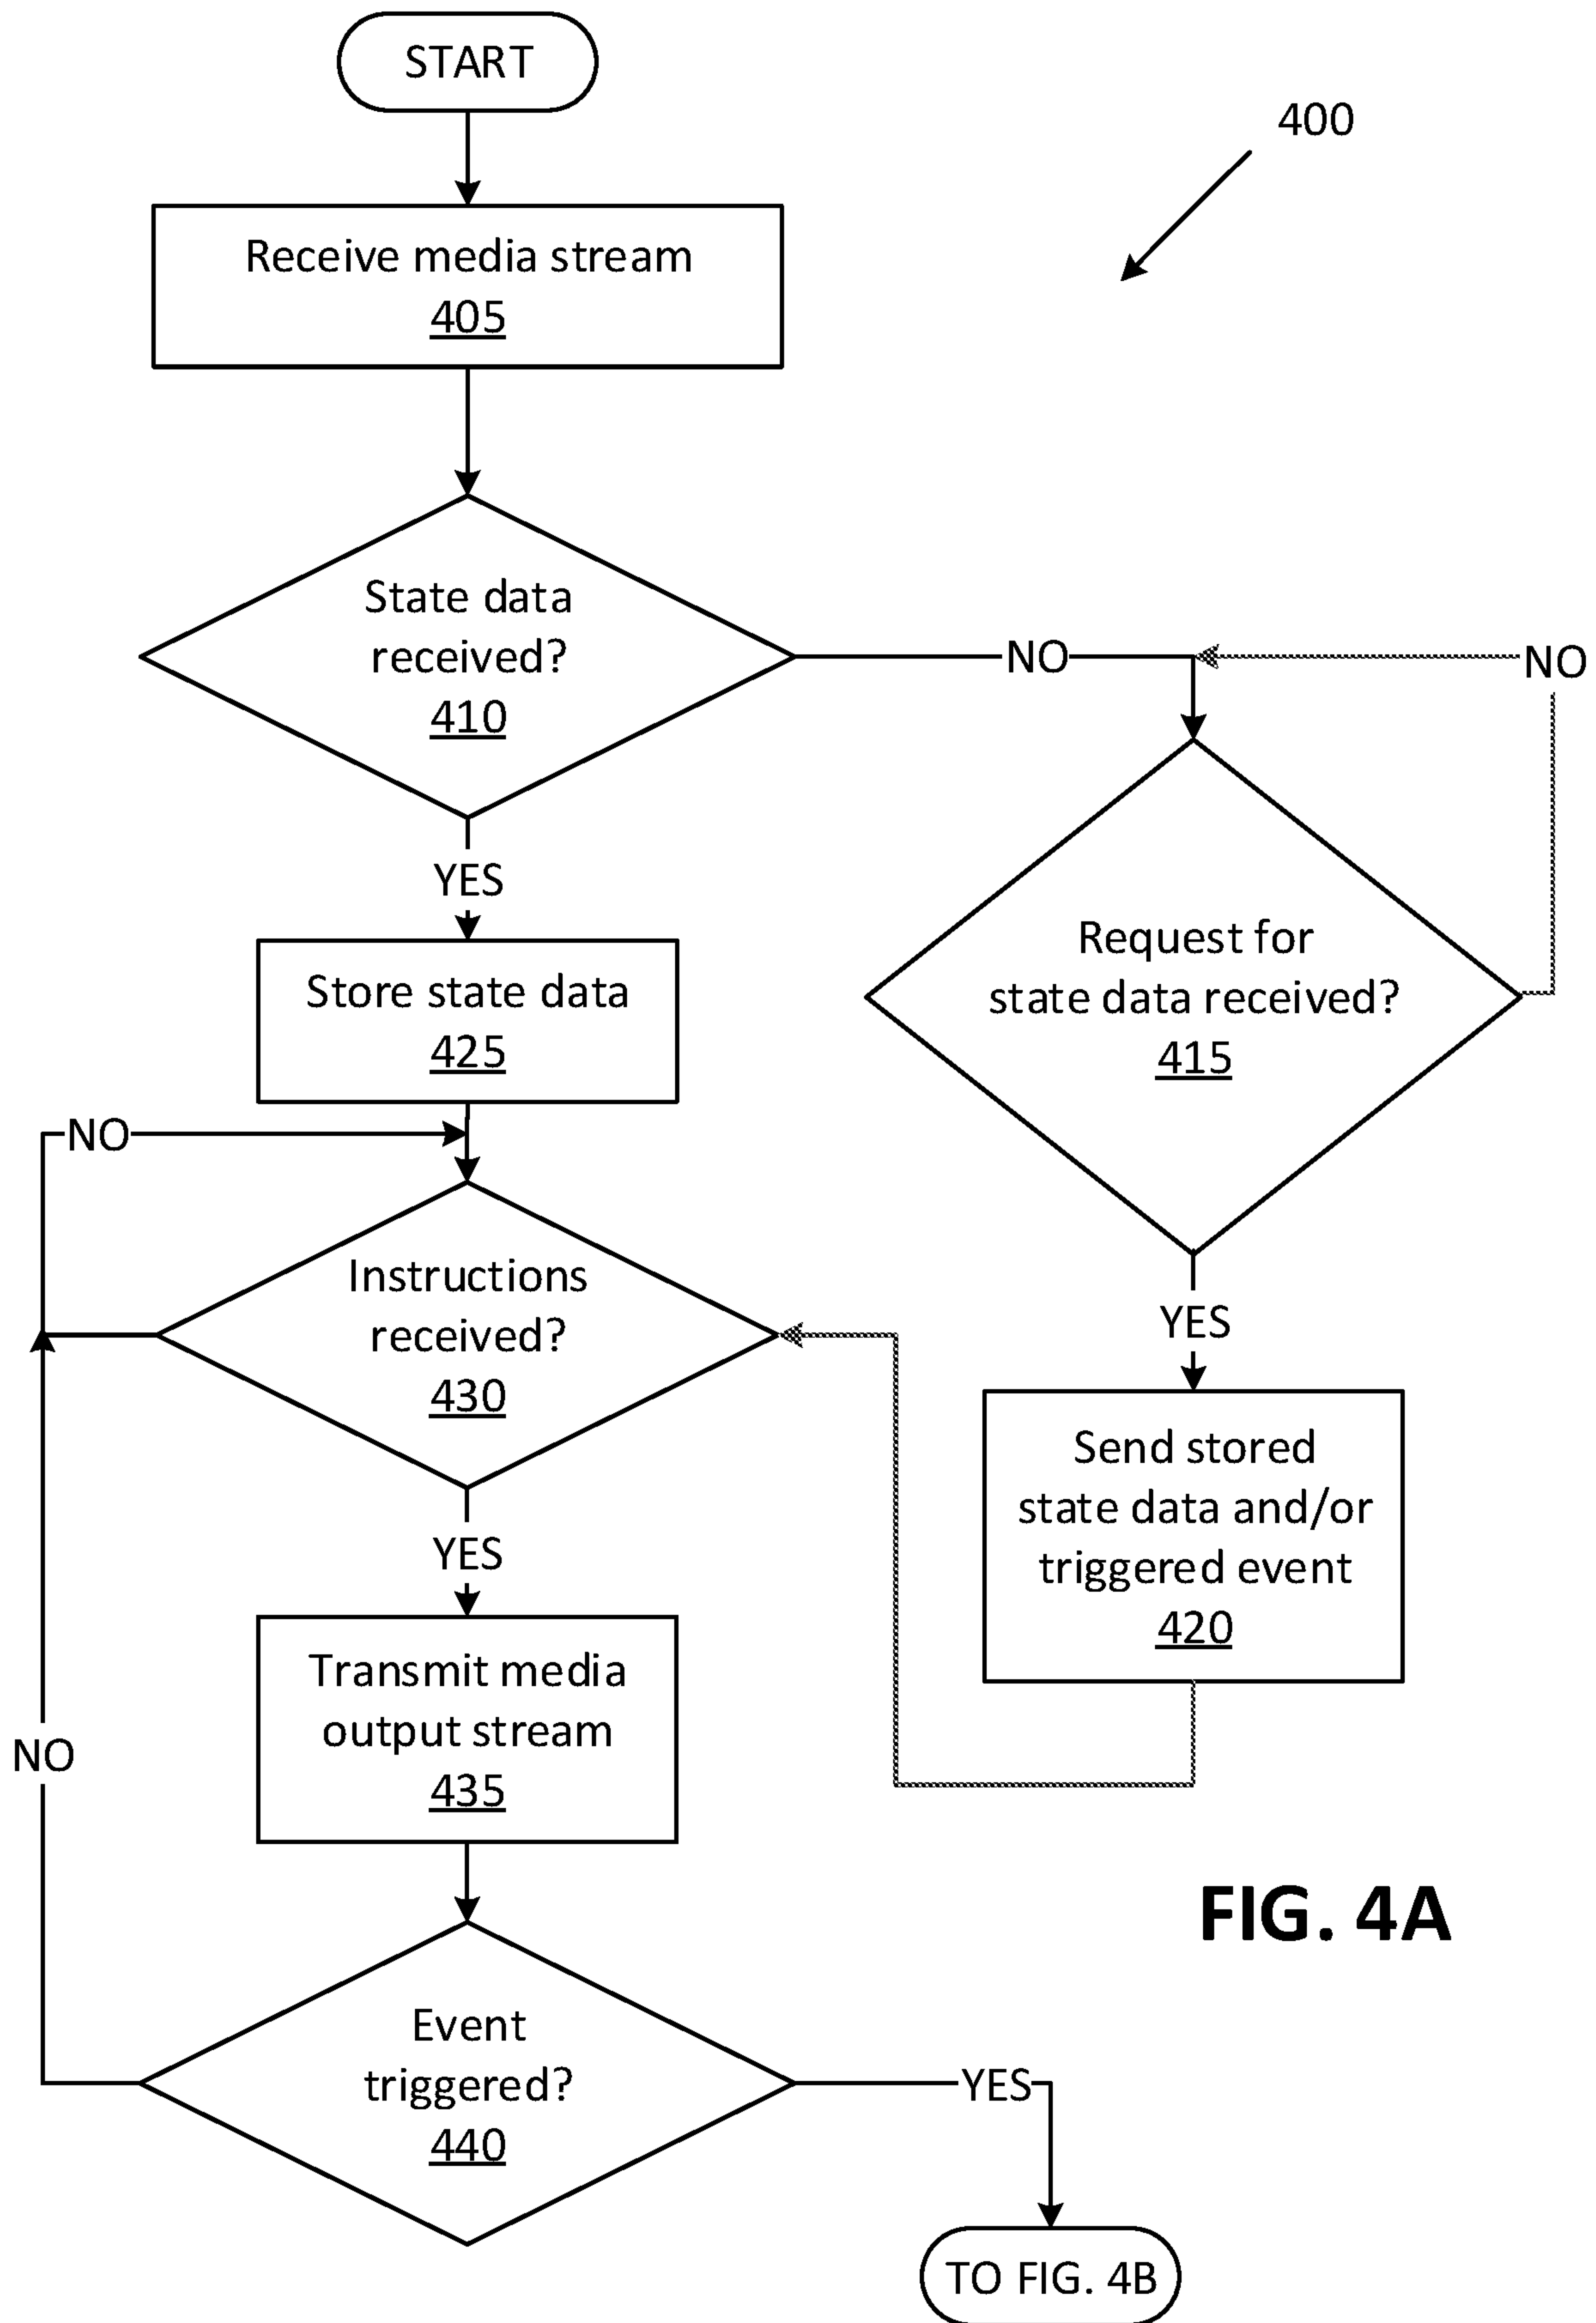 START
400
Receive media stream
405
State data
received?
410
NO
NO
YES
Request for
state data received?
415
Store state data
425
NO
Instructions
received?
430
YES
YES
Send stored
state data and/or
triggered event
420
Transmit media
output stream
435
NO
FIG. 4A
Event
triggered?
440
YES
TO FIG. 4B